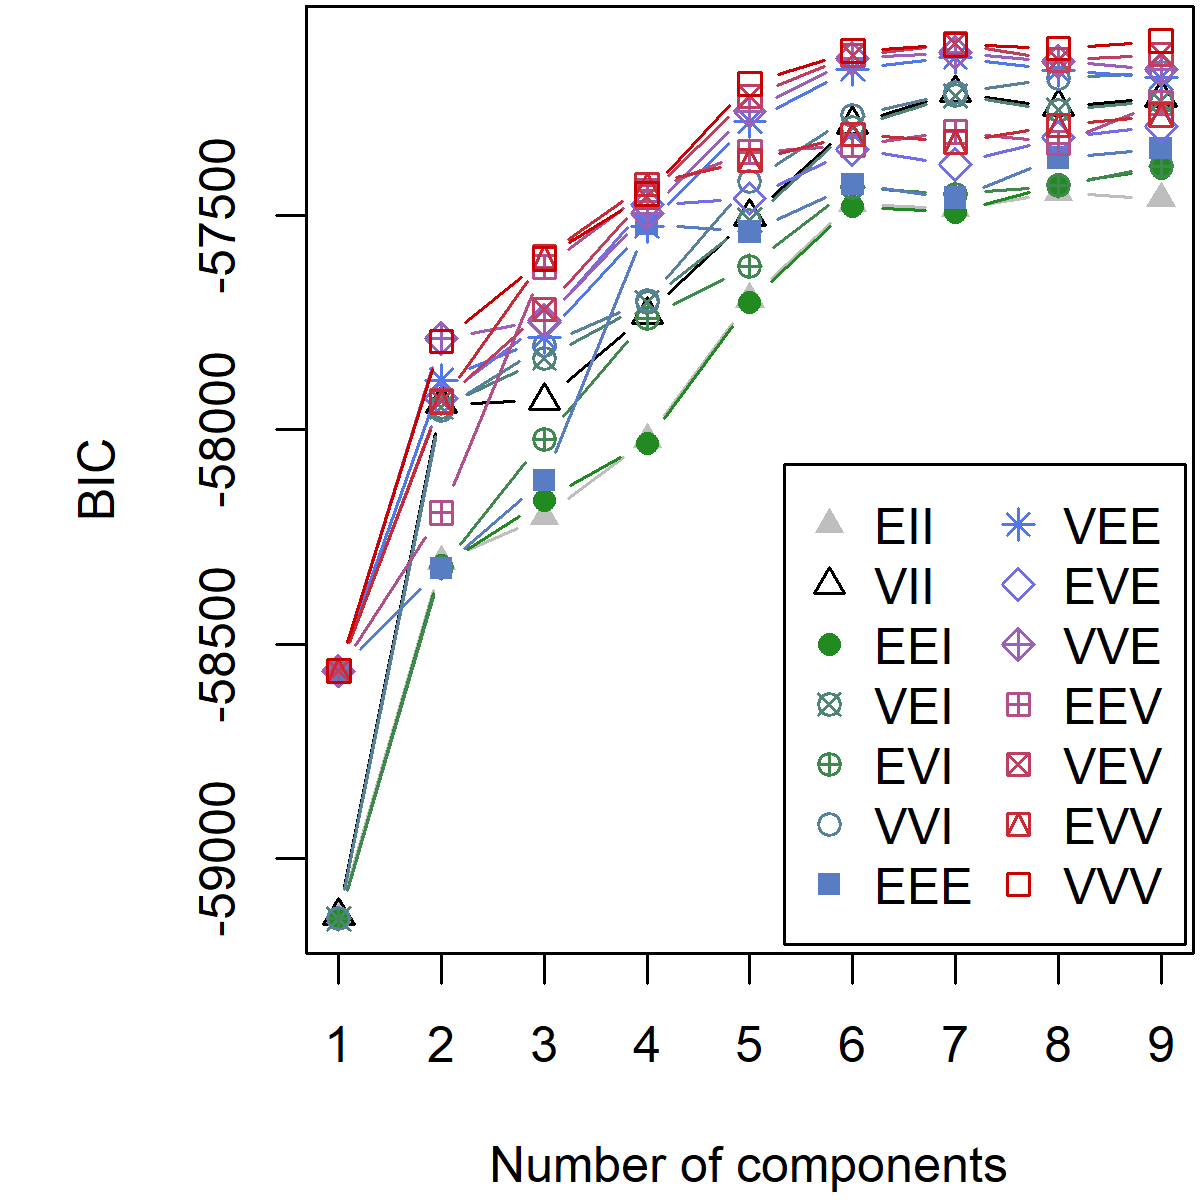 BIC
-57500
-58000
-58500
-59000
EII VEE
VII EVE
EEI VVE
VEI EEV
EVI VEV
VVI EVV
EEE VVV
1 2 3 4 5 6 7 8 9
Number of components